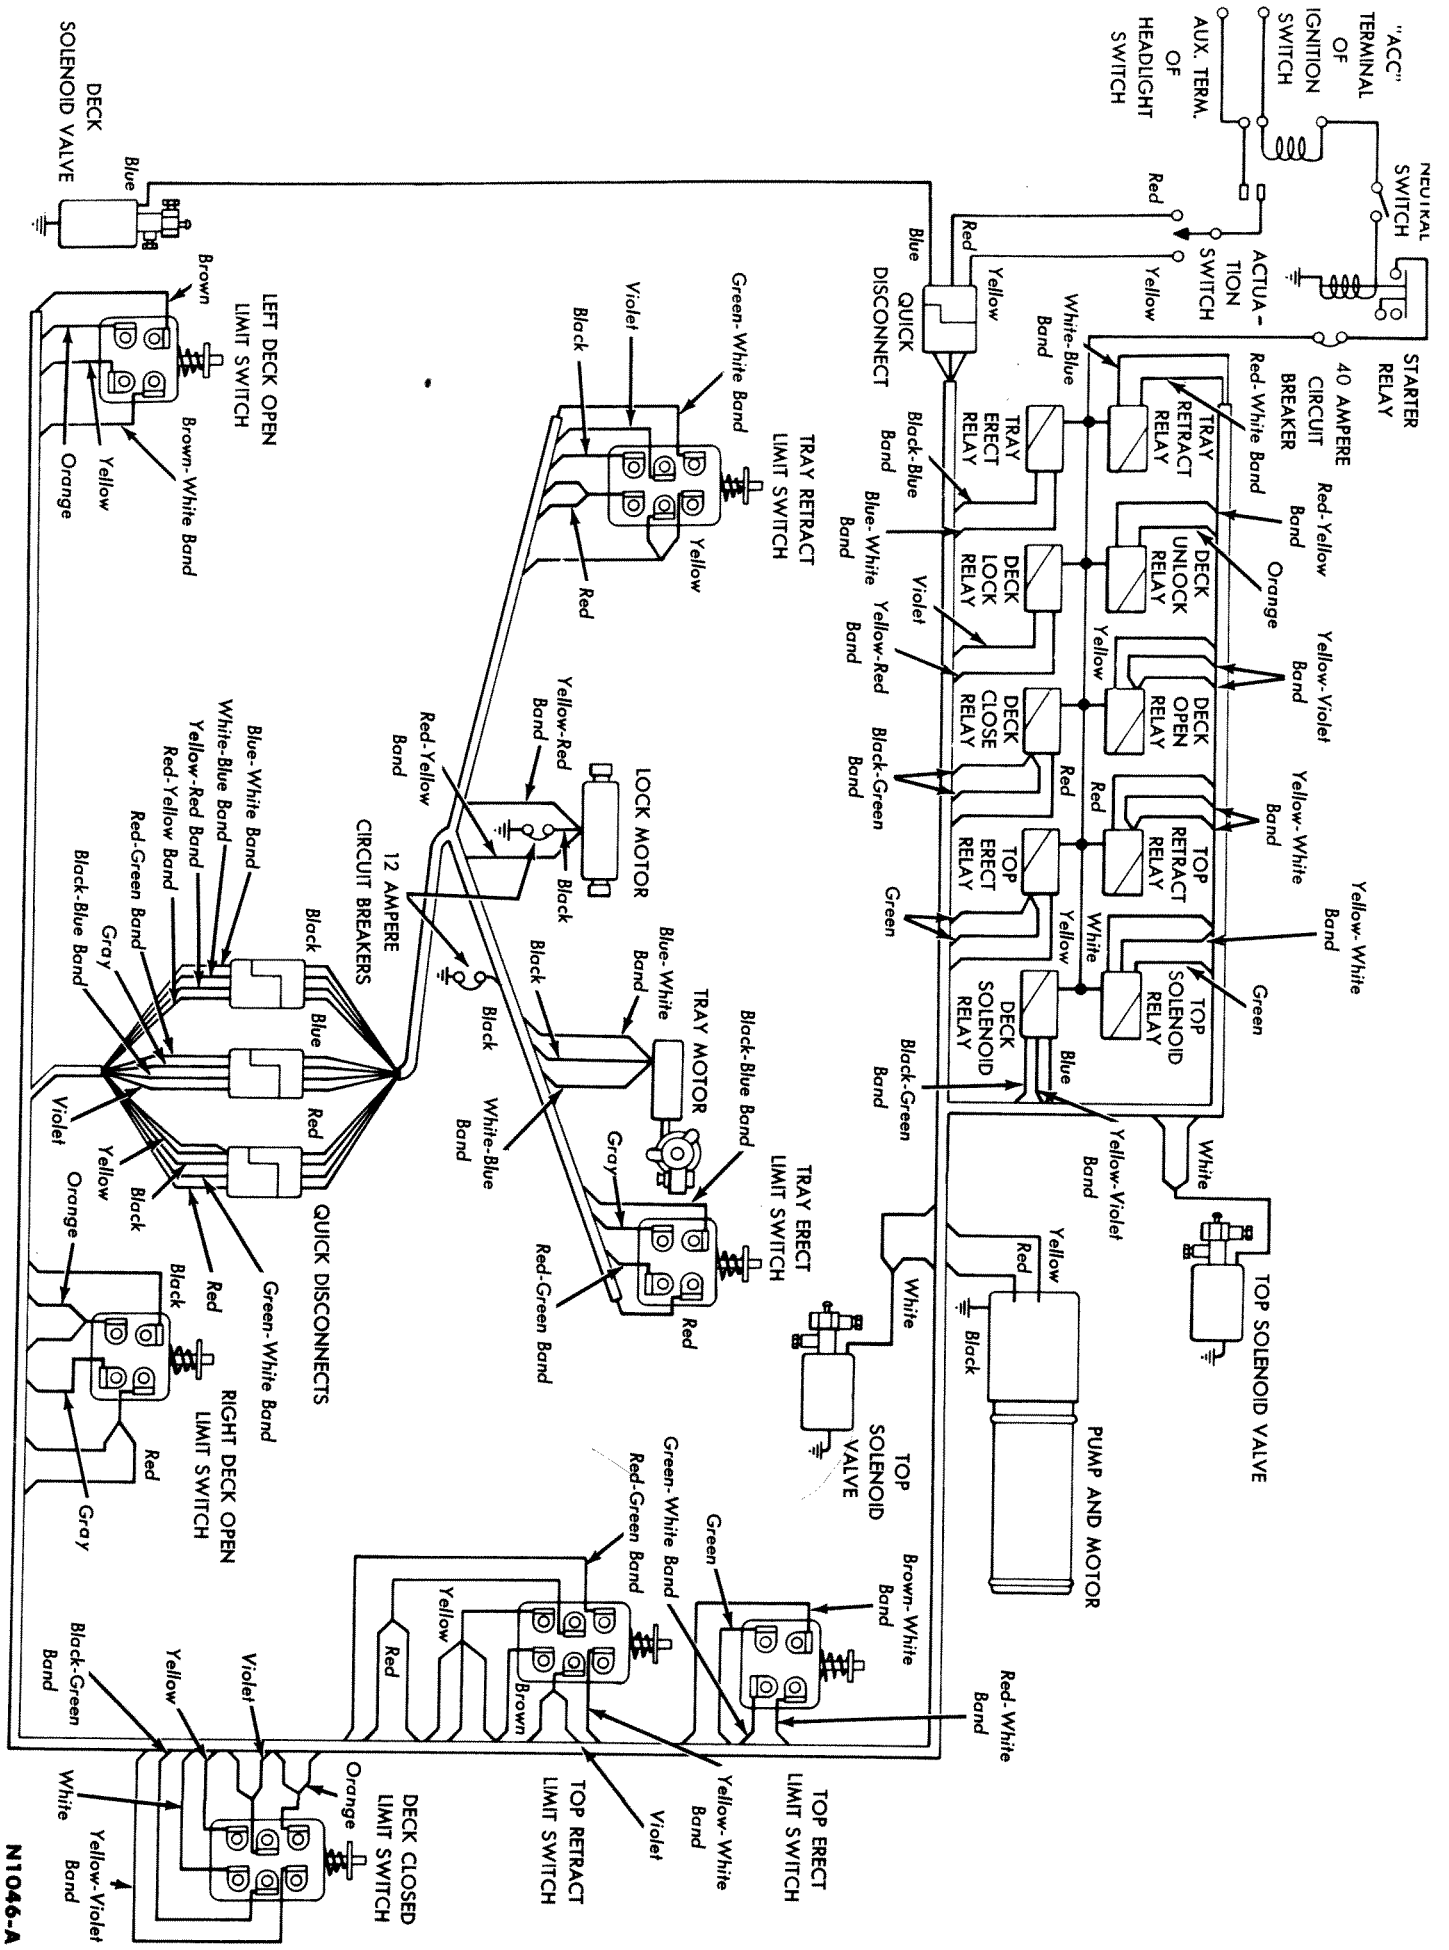 "ACC"
TERMINAL
OF
IGNITION
SWITCH
AUX. TERM.
OF
HEADLIGHT
SWITCH
NEUTRAL
SWITCH
STARTER
RELAY
40 AMPERE
CIRCUIT
BREAKER
ACTUA-
TION
SWITCH
Red
Yellow
Red
Yellow
Blue
QUICK
DISCONNECT
White-Blue
Band
Red-White Band
TRAY
RETRACT
RELAY
Red-Yellow
Band
Orange
DECK
UNLOCK
RELAY
Yellow-Violet
Band
Yellow
DECK
OPEN
RELAY
Yellow-White
Band
Red
TOP
RETRACT
RELAY
Yellow-White
Band
Green
White
TOP
SOLENOID
RELAY
TRAY
ERECT
RELAY
Black-Blue
Band
Blue-White
Band
DECK
LOCK
RELAY
Violet
Yellow-Red
Band
DECK
CLOSE
RELAY
Red
Black-Green
Band
TOP
ERECT
RELAY
Yellow
Green
DECK
SOLENOID
RELAY
Blue
Black-Green
Band
Yellow-Violet
Band
White
TOP SOLENOID VALVE
Yellow
Red
Black
PUMP AND MOTOR
White
TOP
SOLENOID
VALVE
DECK
SOLENOID VALVE
Blue
Brown
LEFT DECK OPEN
LIMIT SWITCH
Brown-White Band
Yellow
Orange
Green-White Band
Violet
Black
TRAY RETRACT
LIMIT SWITCH
Yellow
Red
Yellow-Red
Band
Red-Yellow
Band
LOCK MOTOR
Black
12 AMPERE
CIRCUIT BREAKERS
Black
Blue-White
Band
Black
TRAY MOTOR
White-Blue
Band
Black-Blue Band
Gray
TRAY ERECT
LIMIT SWITCH
Red-Green Band
Red
Blue-White Band
White-Blue Band
Yellow-Red Band
Red-Yellow Band
Red-Green Band
Gray
Black-Blue Band
Black
Blue
Red
Violet
Yellow
Black
Red
Green-White Band
QUICK DISCONNECTS
Orange
Black
RIGHT DECK OPEN
LIMIT SWITCH
Red
Gray
Brown-White
Band
Green
Green-White Band
Red-White
Band
TOP ERECT
LIMIT SWITCH
Red-Green Band
Yellow
Red
Brown
Yellow-White
Band
Violet
TOP RETRACT
LIMIT SWITCH
Black-Green
Band
Yellow
Violet
Orange
White
Yellow-Violet
Band
DECK CLOSED
LIMIT SWITCH
N1046-A